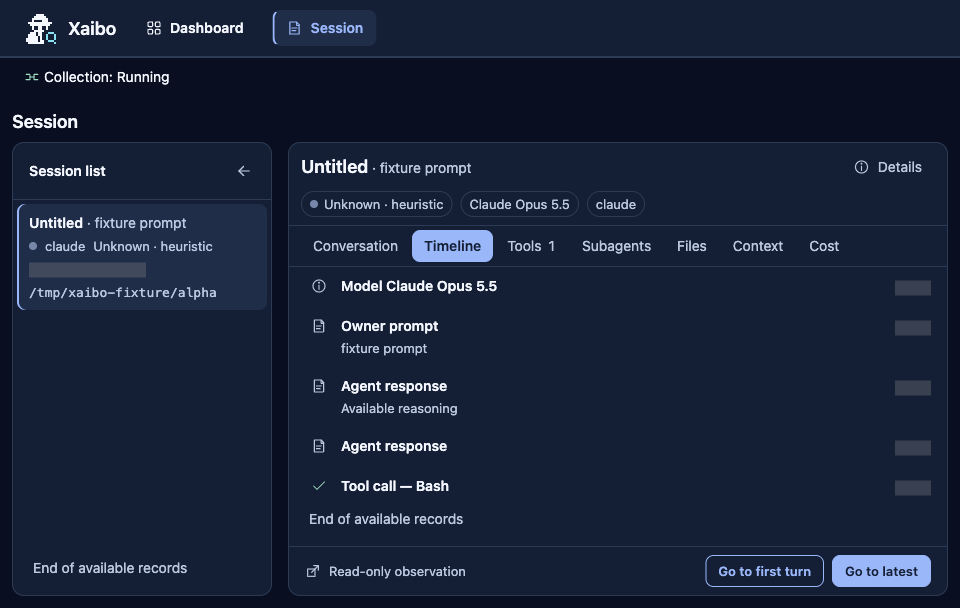 Xaibo
Dashboard
Session
Collection: Running
Session
Session list
Untitled · fixture prompt
claude Unknown · heuristic
/tmp/xaibo-fixture/alpha
End of available records
Untitled · fixture prompt
Details
Unknown · heuristic
Claude Opus 5.5
claude
Conversation
Timeline
Tools 1
Subagents
Files
Context
Cost
Model Claude Opus 5.5
Owner prompt
fixture prompt
Agent response
Available reasoning
Agent response
Tool call — Bash
End of available records
Read-only observation
Go to first turn
Go to latest